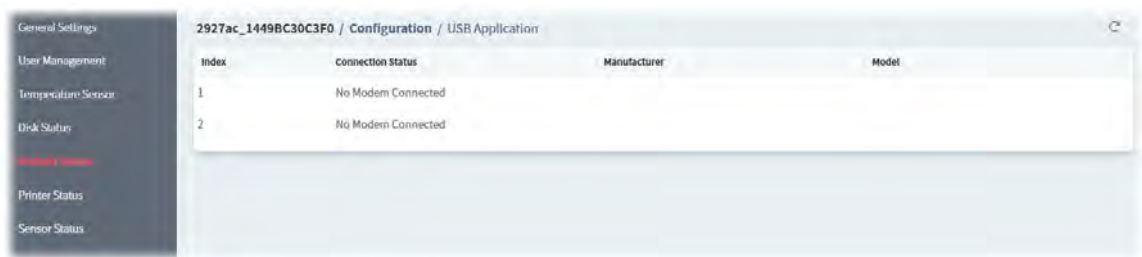 General Settings
2927ac_1449BC30C3F0 / Configuration / USB Application
User Management
Index Connection Status Manufacturer Model
Temperature Sensor
1 No Modem Connected
Disk Status
2 No Modem Connected
Printer Status
Sensor Status